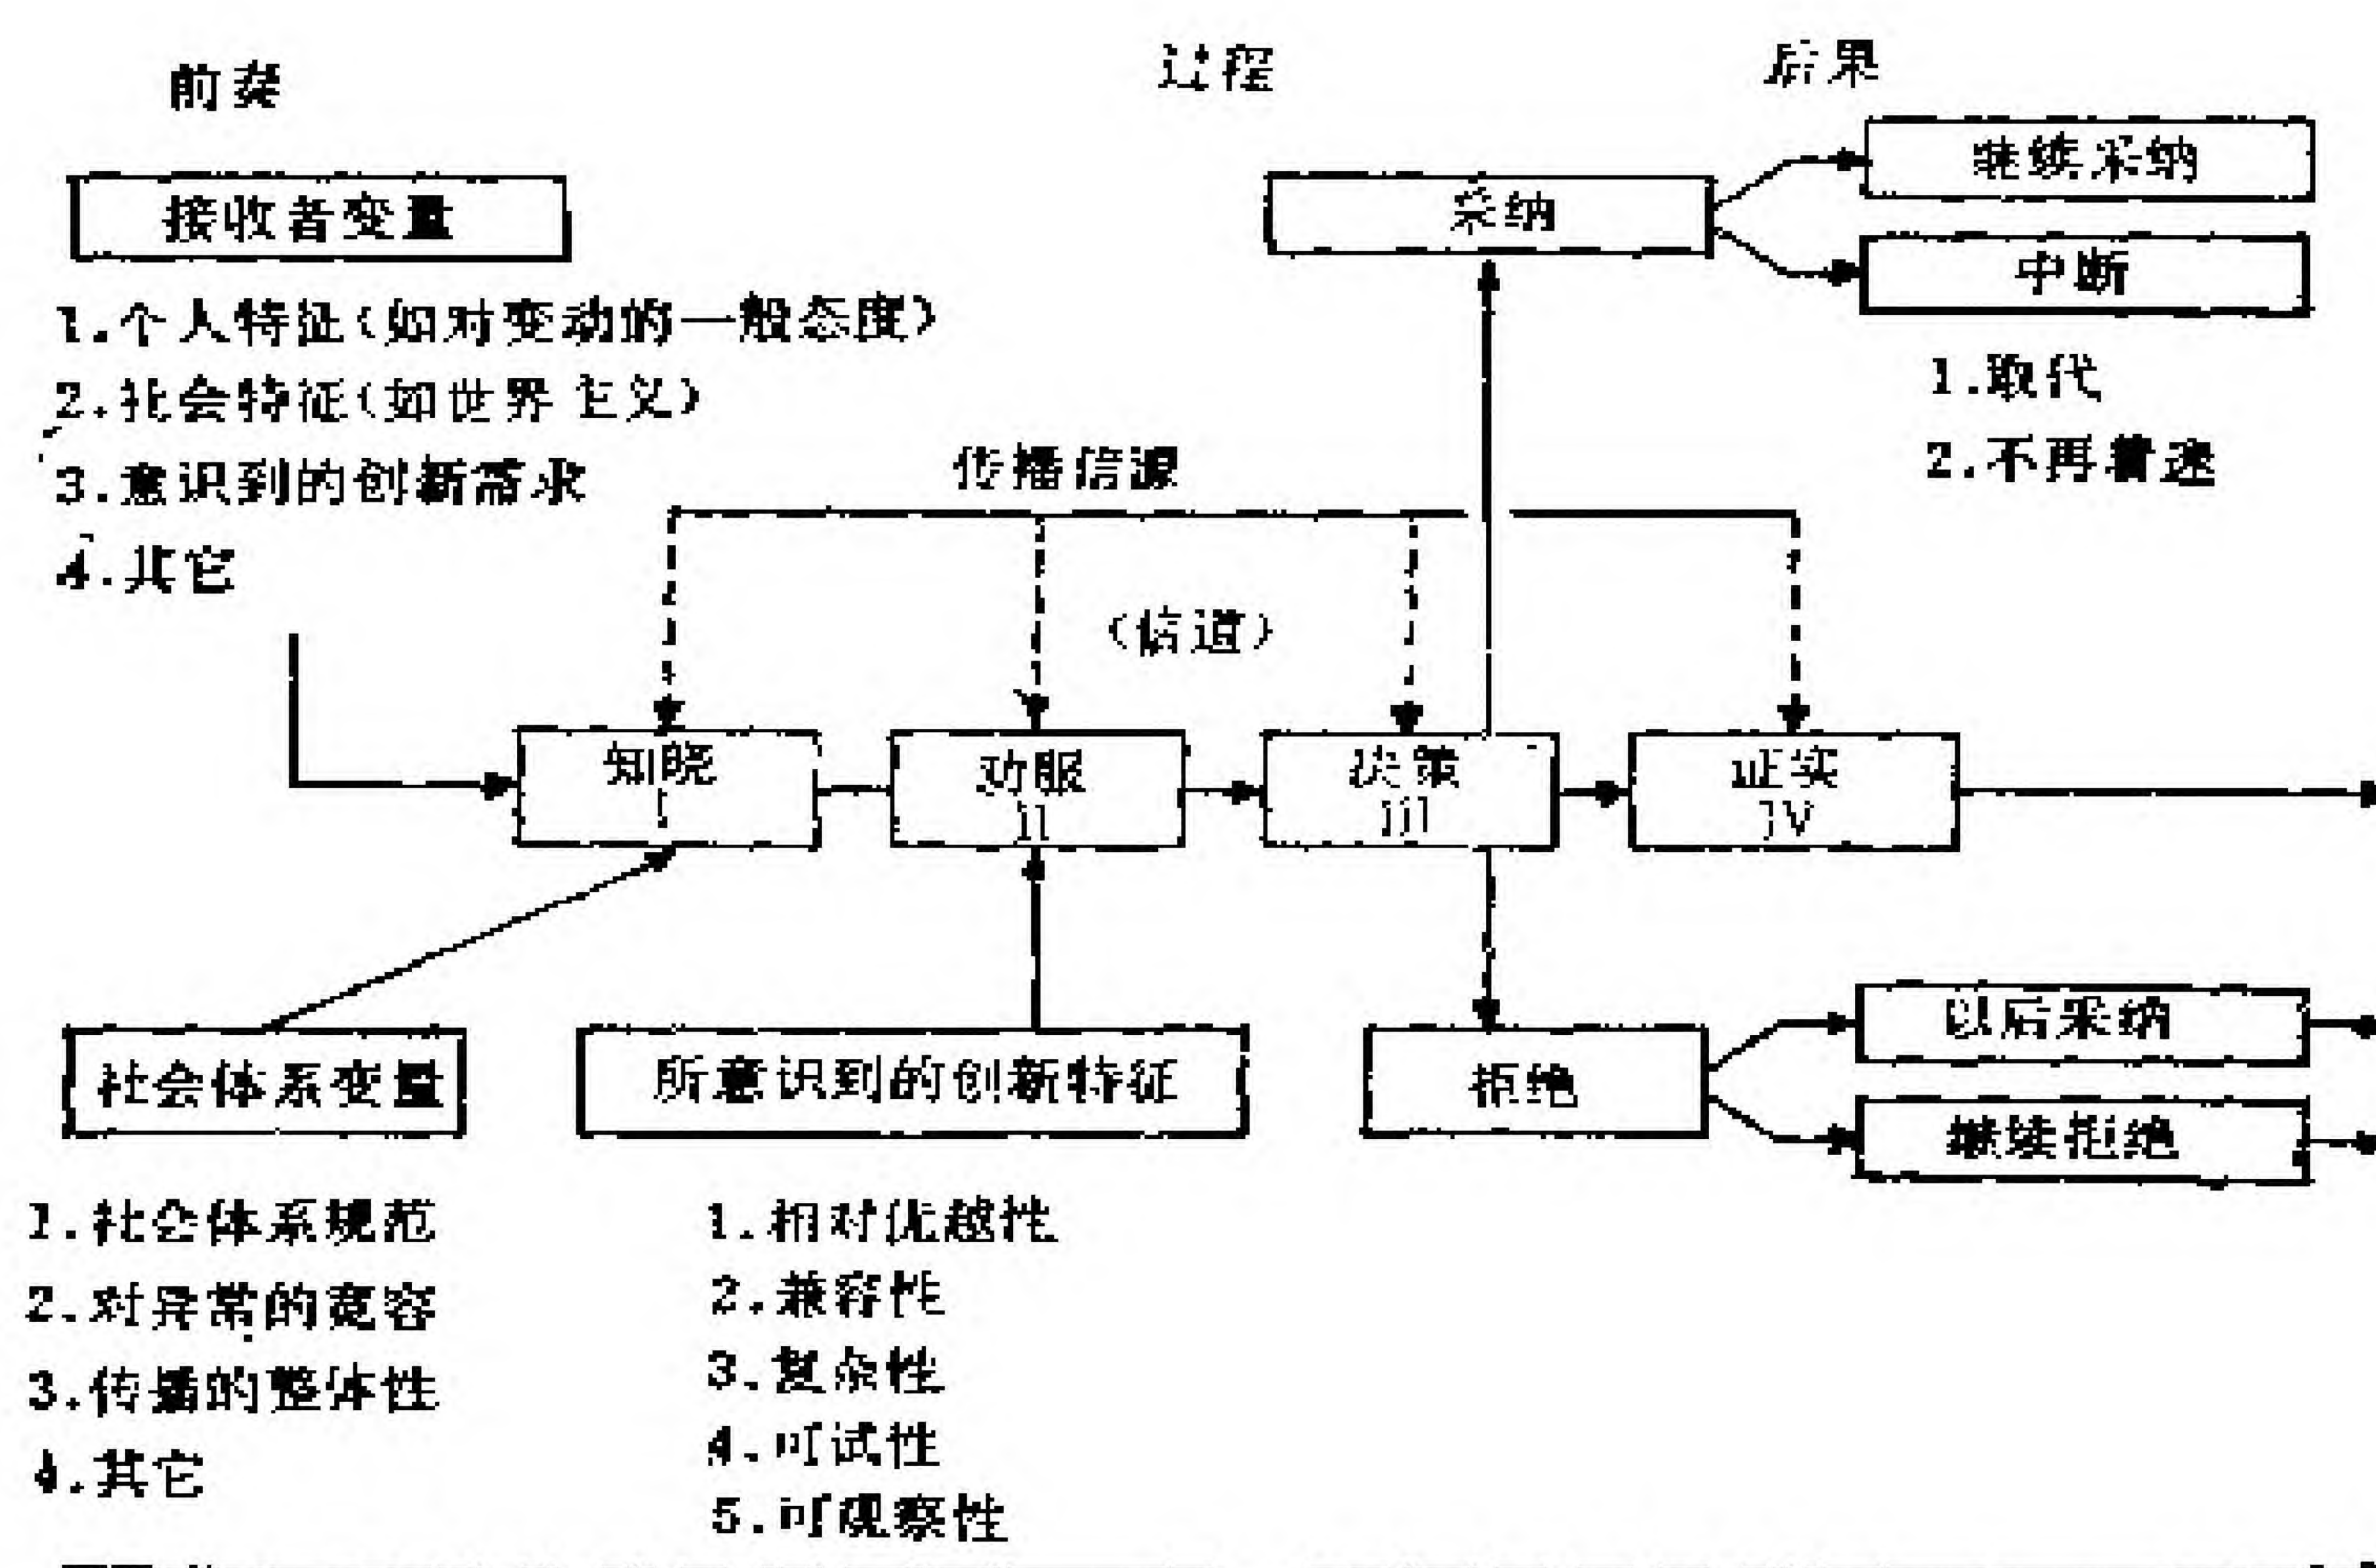 前奏
过程
后果
接收者变量
1.个人特征(如对变动的一般态度)
2.社会特征(如世界主义)
3.意识到的创新需求
4.其它
采纳
继续采纳
中断
1.取代
2.不再着迷
传播信源
(信道)
知晓
I
劝服
II
决策
III
证实
IV
社会体系变量
1.社会体系规范
2.对异常的宽容
3.传播的整体性
4.其它
所意识到的创新特征
1.相对优越性
2.兼容性
3.复杂性
4.可试性
5.可观察性
拒绝
以后采纳
继续拒绝